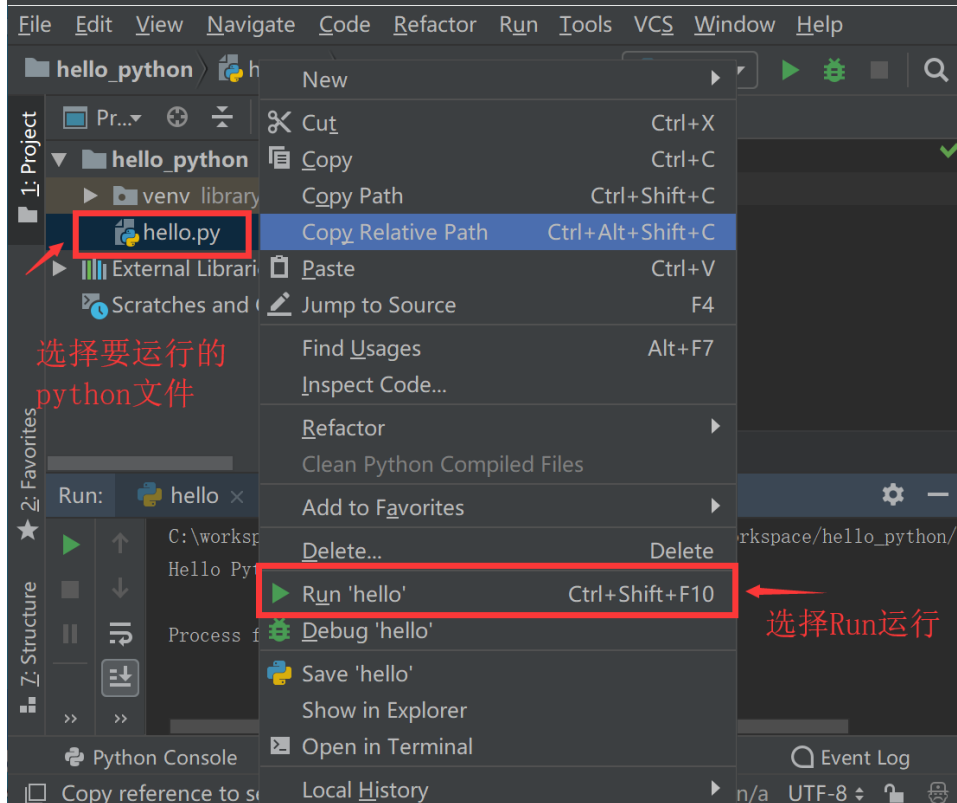 File Edit View Navigate Code Refactor Run Tools VCS Window Help
hello_python
Pr...
1: Project
hello_python
venv library
hello.py
External Librari
Scratches and
选择要运行的
python文件
2: Favorites
7: Structure
New
Cut Ctrl+X
Copy Ctrl+C
Copy Path Ctrl+Shift+C
Copy Relative Path Ctrl+Alt+Shift+C
Paste Ctrl+V
Jump to Source F4
Find Usages Alt+F7
Inspect Code...
Refactor
Clean Python Compiled Files
Add to Favorites
Delete... Delete
Run 'hello' Ctrl+Shift+F10
Debug 'hello'
Save 'hello'
Show in Explorer
Open in Terminal
Local History
选择Run运行
Run: hello
C:\worksp rkspace/hello_python/
Hello Pyt
Process f
Python Console Event Log
Copy reference to se n/a UTF-8